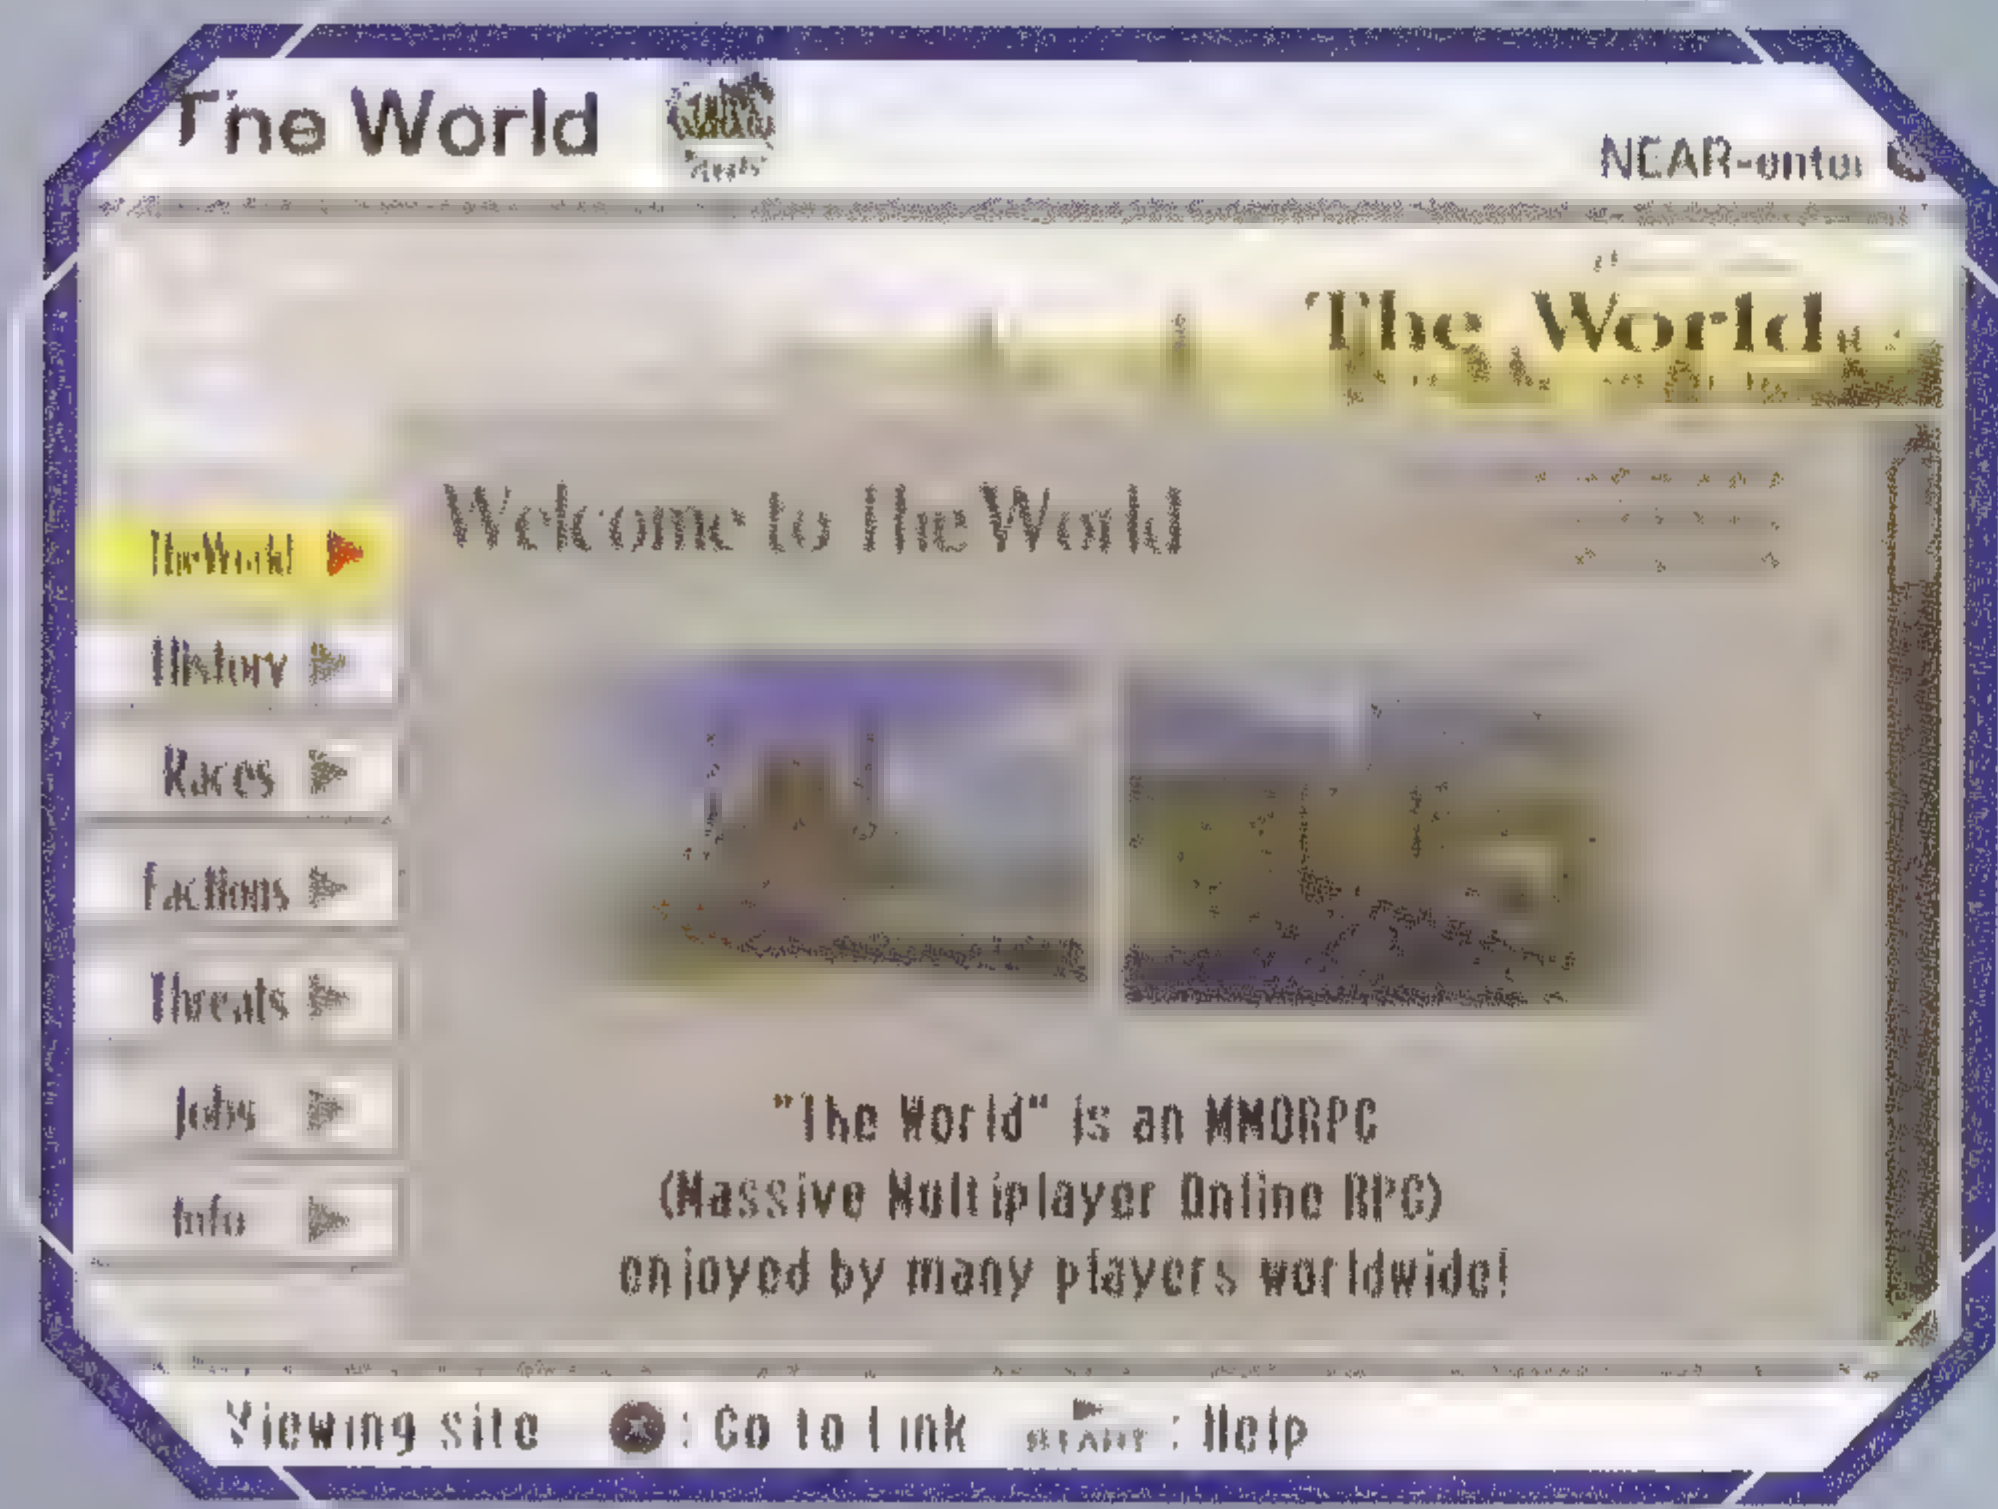 The World
The World
Welcome to The World
The World
History
Races
Factions
Threats
Jobs
Info
"The World" is an MMORPG
(Massive Multiplayer Online RPG)
enjoyed by many players worldwide!
Viewing site : Go to Link START : Help